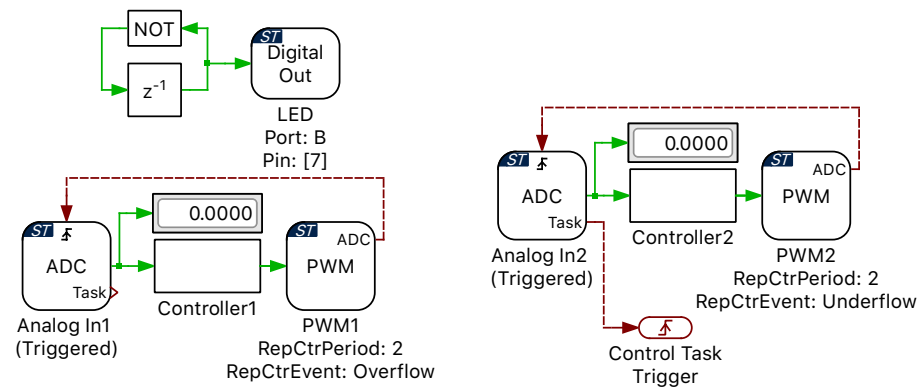 NOT
z-1
ST
Digital
Out
LED
Port: B
Pin: [7]
ST
ADC
Task
Analog In1
(Triggered)
0.0000
Controller1
ST
ADC
PWM
PWM1
RepCtrPeriod: 2
RepCtrEvent: Overflow
ST
ADC
Task
Analog In2
(Triggered)
0.0000
Controller2
ST
ADC
PWM
PWM2
RepCtrPeriod: 2
RepCtrEvent: Underflow
Control Task
Trigger